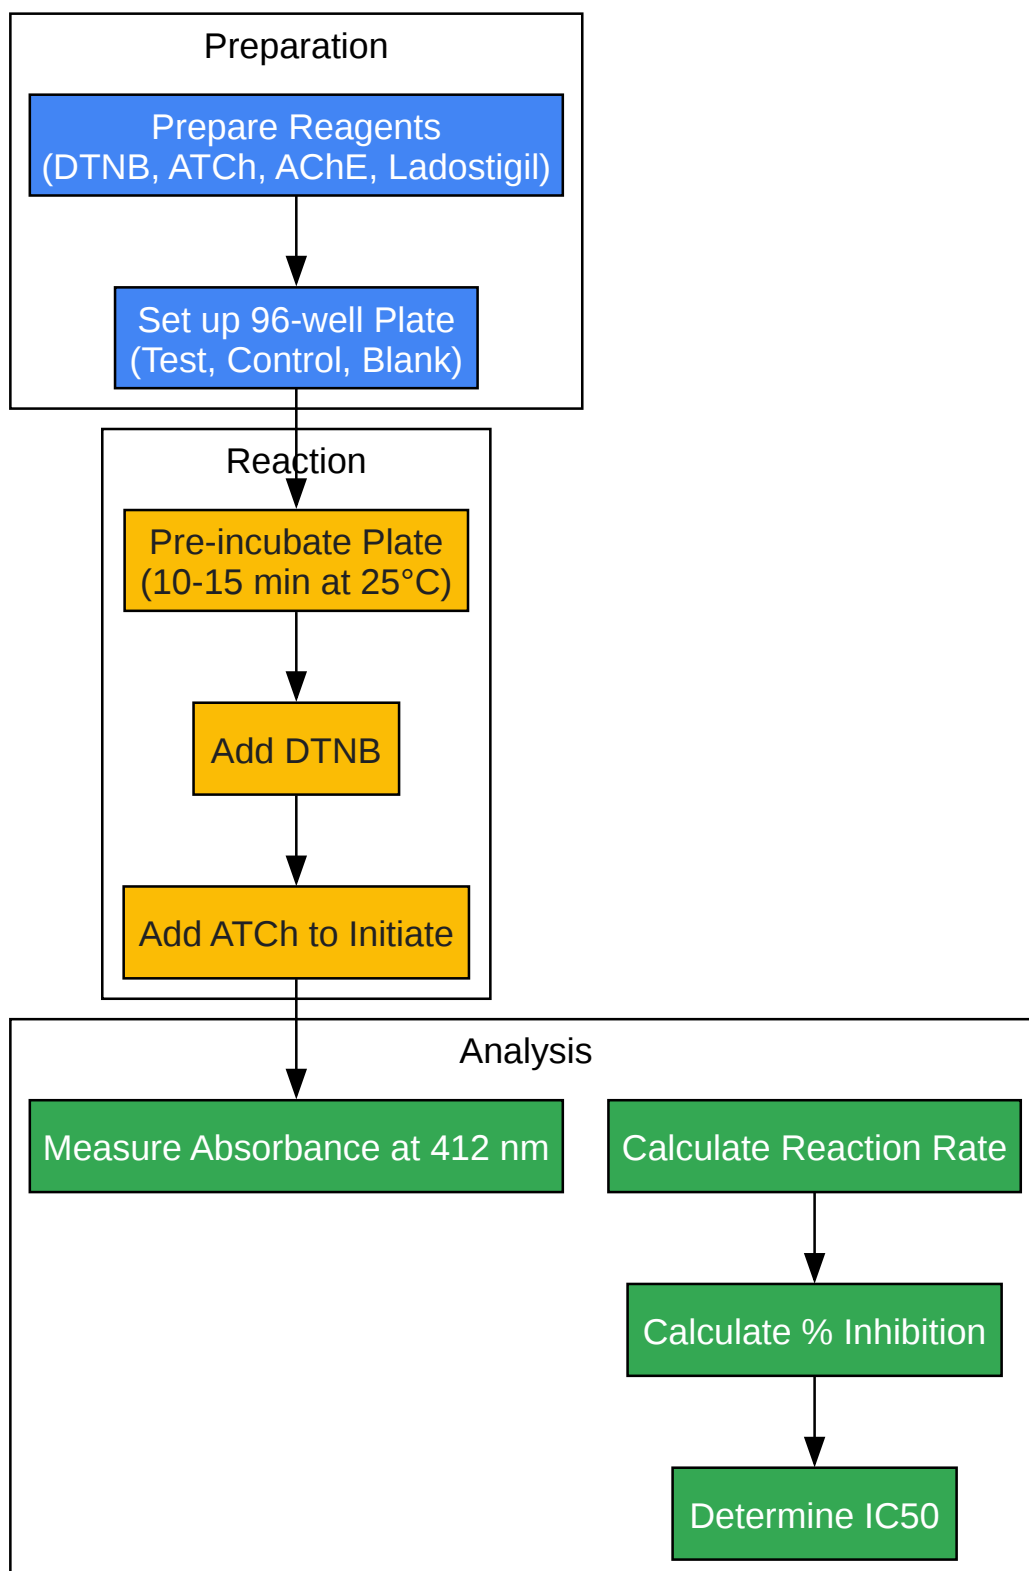 Preparation
Prepare Reagents
(DTNB, ATCh, AChE, Ladostigil)
Set up 96-well Plate
(Test, Control, Blank)
Reaction
Pre-incubate Plate
(10-15 min at 25°C)
Add DTNB
Add ATCh to Initiate
Analysis
Measure Absorbance at 412 nm
Calculate Reaction Rate
Calculate % Inhibition
Determine IC50